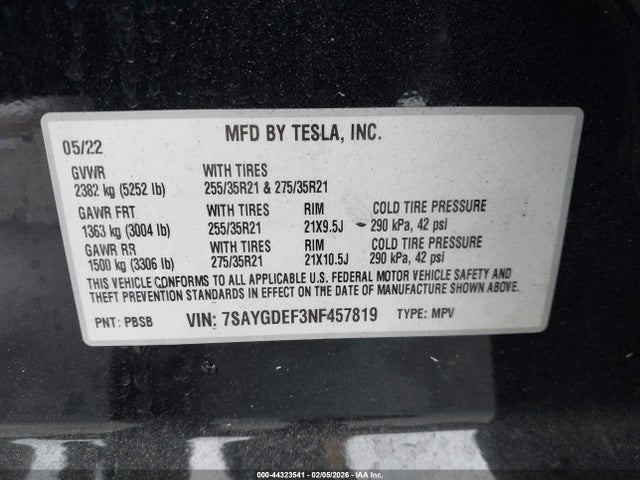 MFD BY TESLA, INC.
05/22
GVWR WITH TIRES
2382 kg (5252 lb) 255/35R21 & 275/35R21
GAWR FRT WITH TIRES RIM COLD TIRE PRESSURE
1363 kg (3004 lb) 255/35R21 21X9.5J 290 kPa, 42 psi
GAWR RR WITH TIRES RIM COLD TIRE PRESSURE
1500 kg (3306 lb) 275/35R21 21X10.5J 290 kPa, 42 psi
THIS VEHICLE CONFORMS TO ALL APPLICABLE U.S. FEDERAL MOTOR VEHICLE SAFETY AND
THEFT PREVENTION STANDARDS IN EFFECT ON THE DATE OF MANUFACTURE SHOWN ABOVE.
PNT: PBSB VIN: 7SAYGDEF3NF457819 TYPE: MPV
000-44323541 - 02/05/2026 - IAA Inc.